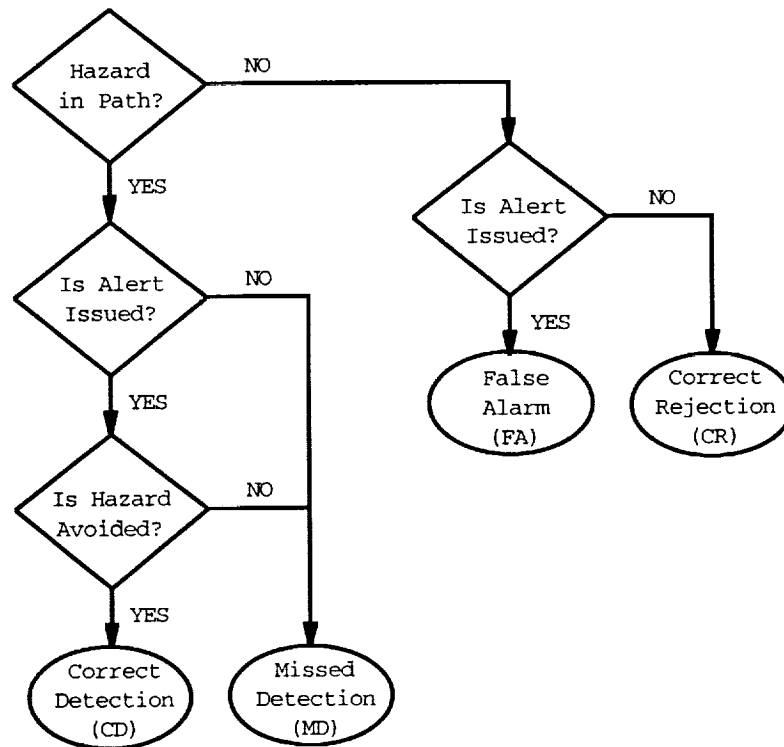 Hazard
in Path?
NO
YES
Is Alert
Issued?
NO
YES
False
Alarm
(FA)
Correct
Rejection
(CR)
Is Alert
Issued?
NO
YES
Is Hazard
Avoided?
NO
YES
Correct
Detection
(CD)
Missed
Detection
(MD)